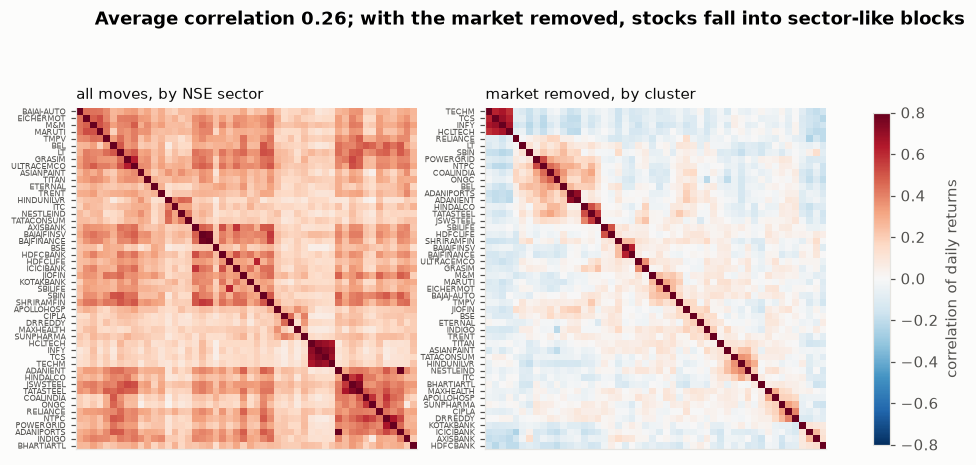 Average correlation 0.26; with the market removed, stocks fall into sector-like blocks
all moves, by NSE sector
BAJAJ-AUTO
EICHERMOT
M&M
MARUTI
TMPV
BEL
LT
GRASIM
ULTRACEMCO
ASIANPAINT
TITAN
ETERNAL
TRENT
HINDUNILVR
ITC
NESTLEIND
TATACONSUM
AXISBANK
BAJAJFINSV
BAJFINANCE
BSE
HDFCBANK
HDFCLIFE
ICICIBANK
JIOFIN
KOTAKBANK
SBILIFE
SBIN
SHRIRAMFIN
APOLLOHOSP
CIPLA
DRREDDY
MAXHEALTH
SUNPHARMA
HCLTECH
INFY
TCS
TECHM
ADANIENT
HINDALCO
JSWSTEEL
TATASTEEL
COALINDIA
ONGC
RELIANCE
NTPC
POWERGRID
ADANIPORTS
INDIGO
BHARTIARTL
market removed, by cluster
TECHM
TCS
INFY
HCLTECH
RELIANCE
LT
SBIN
POWERGRID
NTPC
COALINDIA
ONGC
BEL
ADANIPORTS
ADANIENT
HINDALCO
TATASTEEL
JSWSTEEL
SBILIFE
HDFCLIFE
SHRIRAMFIN
BAJAJFINSV
BAJFINANCE
ULTRACEMCO
GRASIM
M&M
MARUTI
EICHERMOT
BAJAJ-AUTO
TMPV
JIOFIN
BSE
ETERNAL
INDIGO
TRENT
TITAN
ASIANPAINT
TATACONSUM
HINDUNILVR
NESTLEIND
ITC
BHARTIARTL
MAXHEALTH
APOLLOHOSP
SUNPHARMA
CIPLA
DRREDDY
KOTAKBANK
ICICIBANK
AXISBANK
HDFCBANK
0.8
0.6
0.4
0.2
0.0
−0.2
−0.4
−0.6
−0.8
correlation of daily returns